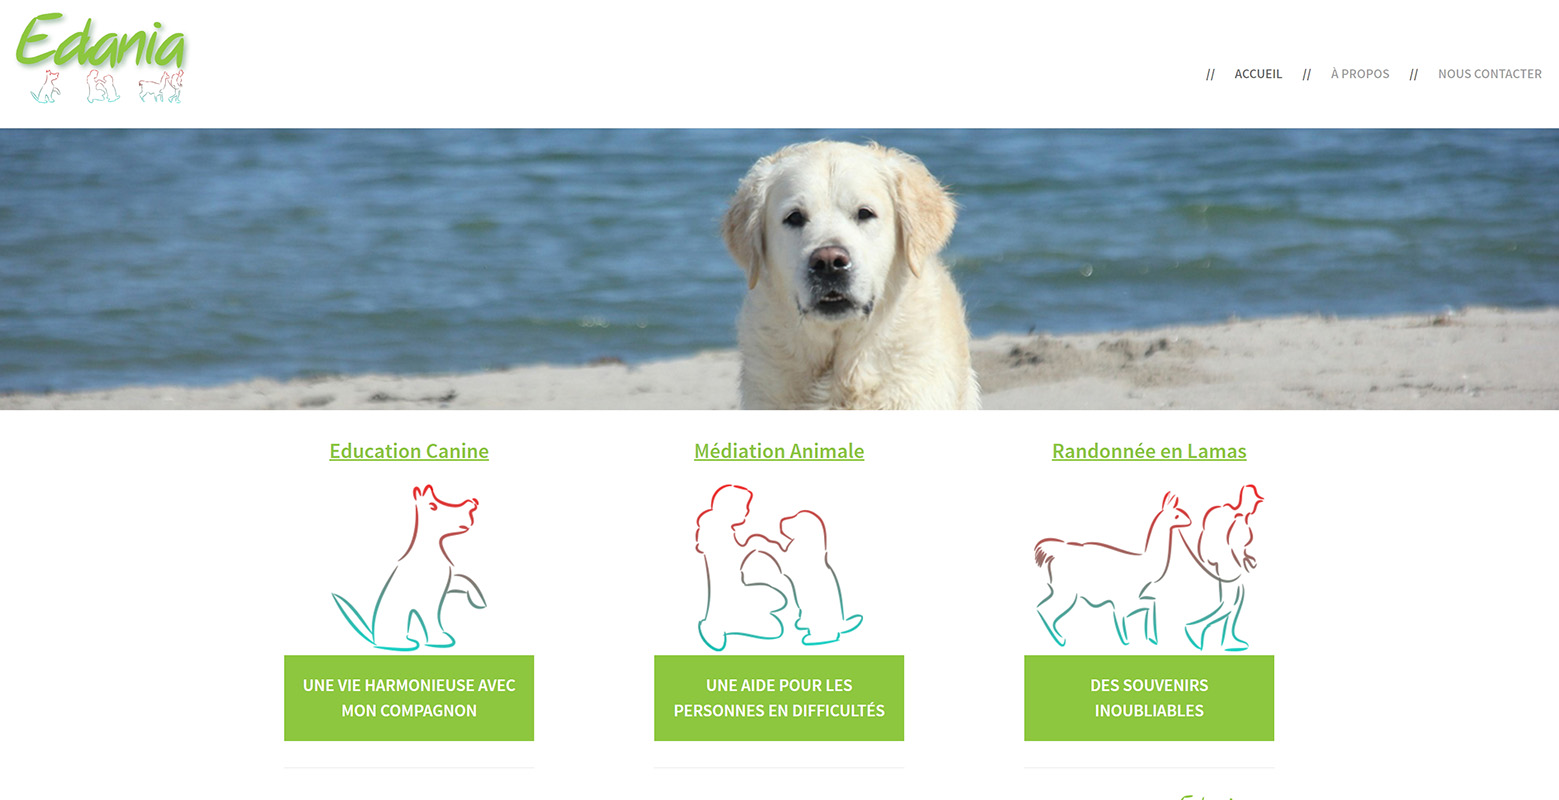 Edania
// ACCUEIL // À PROPOS // NOUS CONTACTER
Education Canine
Médiation Animale
Randonnée en Lamas
UNE VIE HARMONIEUSE AVEC
MON COMPAGNON
UNE AIDE POUR LES
PERSONNES EN DIFFICULTÉS
DES SOUVENIRS
INOUBLIABLES